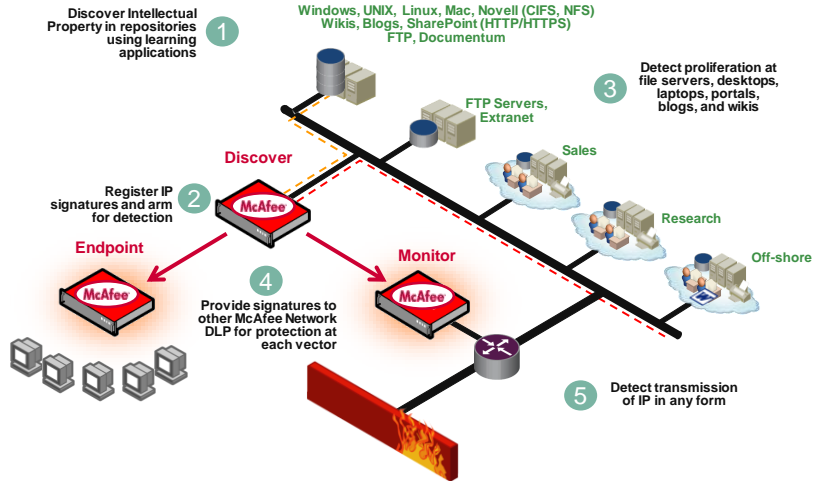 Discover Intellectual
Property in repositories
using learning
applications
1
Windows, UNIX, Linux, Mac, Novell (CIFS, NFS)
Wikis, Blogs, SharePoint (HTTP/HTTPS)
FTP, Documentum
3
Detect proliferation at
file servers, desktops,
laptops, portals,
blogs, and wikis
FTP Servers,
Extranet
Sales
Discover
Register IP
signatures and arm
for detection
2
McAfee
Research
Endpoint
Monitor
Off-shore
McAfee
4
McAfee
W
Provide signatures to
other McAfee Network
DLP for protection at
each vector
5
Detect transmission
of IP in any form